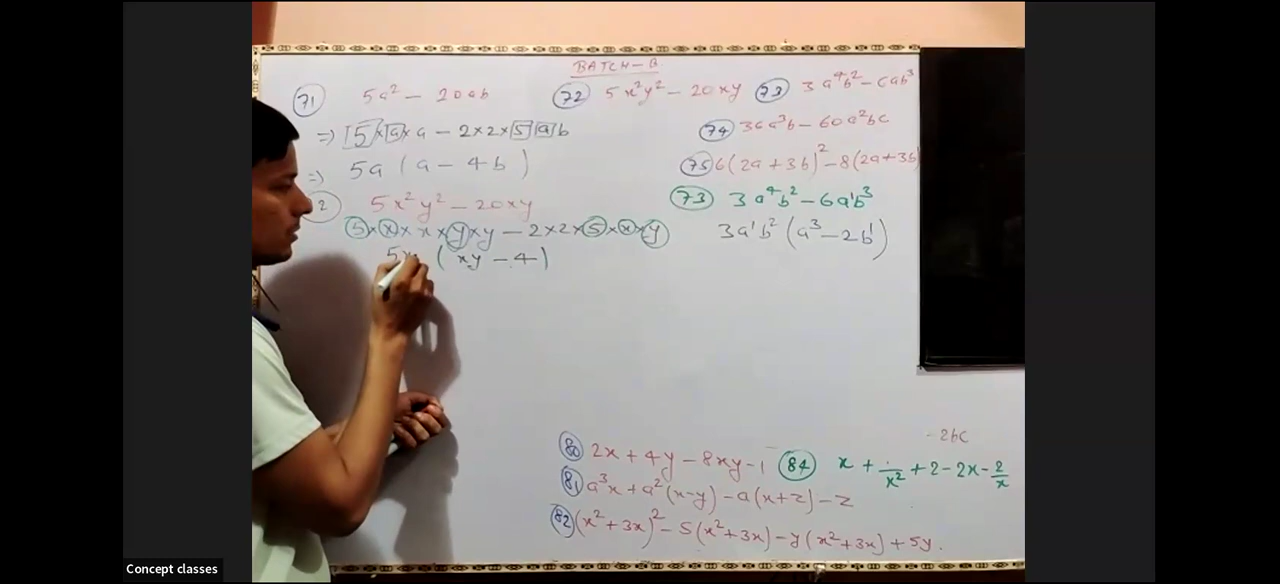 BATCH-B
71 5a² - 20ab
72 5x²y² - 20xy
73 3a⁴b² - 6ab³
⇒ 5×a×a - 2×2×5ab
74 36a³b - 60a²bc
⇒ 5a (a - 4b)
75 6(2a + 3b)² - 8(2a+3b
2 5x²y² - 20xy
73 3a⁴b² - 6a¹b³
5×x×x×y×y - 2×2×5×x×y
3a¹b² (a³ - 2b¹)
5x (xy - 4)
- 2bc
80 2x + 4y - 8xy - 1
84 x + 1/x² + 2 - 2x - 2/x
81 a³x + a²(x-y) - a(x+z) - z
82 (x² + 3x)² - 5(x² + 3x) - y(x² + 3x) + 5y.
Concept classes